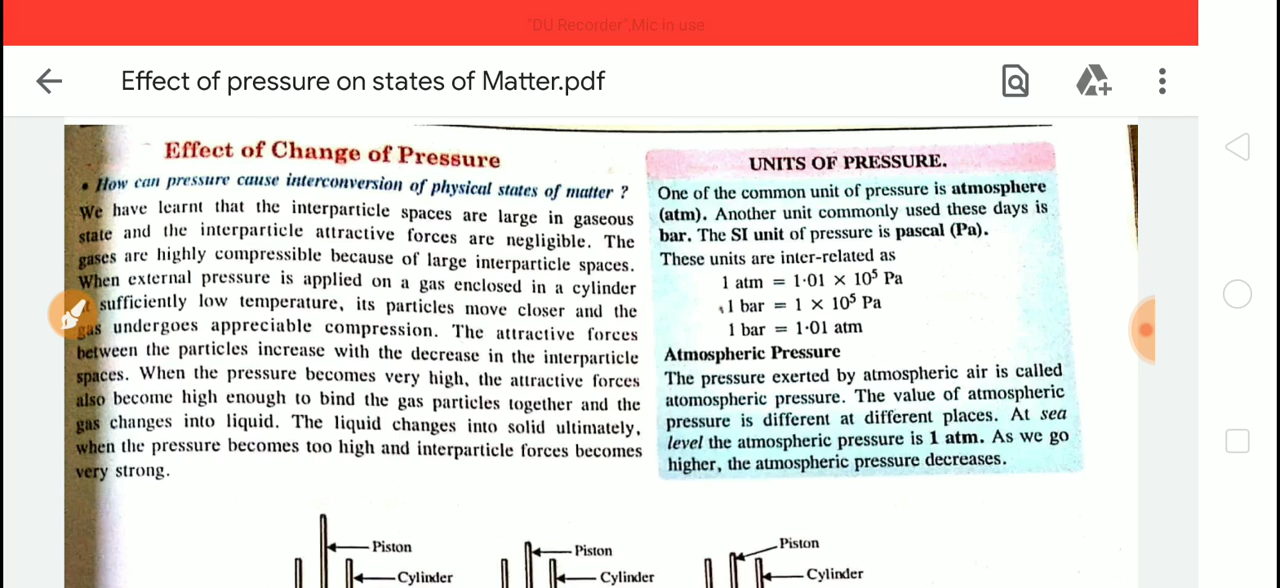 "DU Recorder",Mic in use
Effect of pressure on states of Matter.pdf
Effect of Change of Pressure
• How can pressure cause interconversion of physical states of matter ?
We have learnt that the interparticle spaces are large in gaseous
state and the interparticle attractive forces are negligible. The
gases are highly compressible because of large interparticle spaces.
When external pressure is applied on a gas enclosed in a cylinder
sufficiently low temperature, its particles move closer and the
gas undergoes appreciable compression. The attractive forces
between the particles increase with the decrease in the interparticle
spaces. When the pressure becomes very high, the attractive forces
also become high enough to bind the gas particles together and the
gas changes into liquid. The liquid changes into solid ultimately,
when the pressure becomes too high and interparticle forces becomes
very strong.
UNITS OF PRESSURE.
One of the common unit of pressure is atmosphere
(atm). Another unit commonly used these days is
bar. The SI unit of pressure is pascal (Pa).
These units are inter-related as
1 atm = 1·01 × 10⁵ Pa
1 bar = 1 × 10⁵ Pa
1 bar = 1·01 atm
Atmospheric Pressure
The pressure exerted by atmospheric air is called
atomospheric pressure. The value of atmospheric
pressure is different at different places. At sea
level the atmospheric pressure is 1 atm. As we go
higher, the atmospheric pressure decreases.
Piston
Cylinder
Piston
Cylinder
Piston
Cylinder